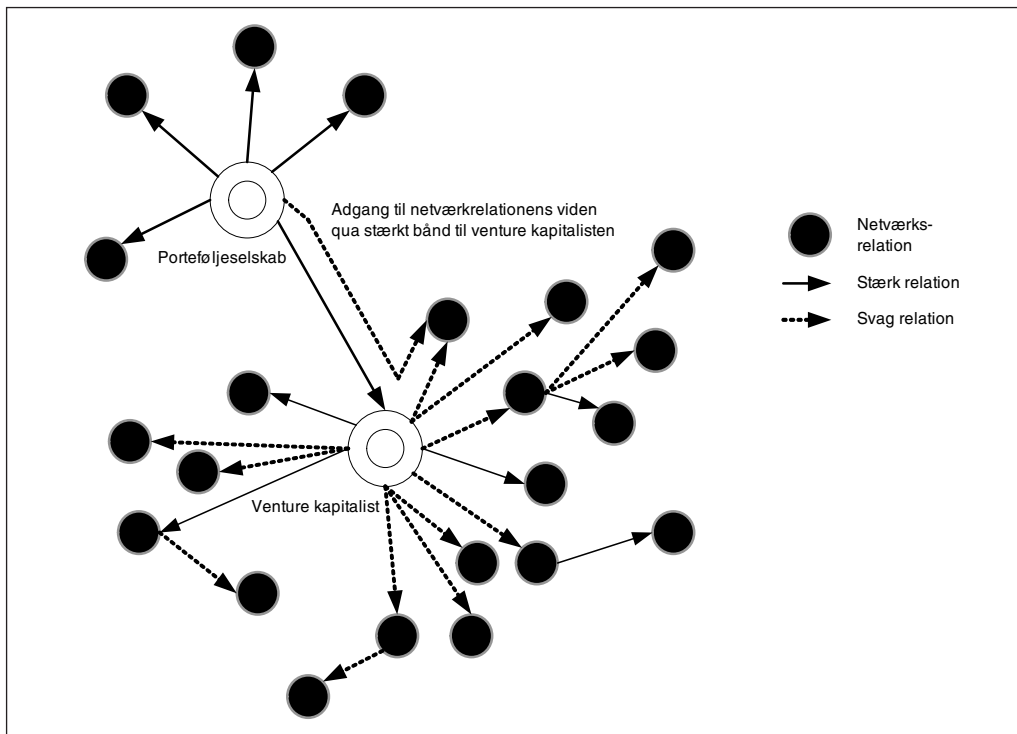 Adgang til netværkrelationens viden
qua stærkt bånd til venture kapitalisten
Porteføljeselskab
Venture kapitalist
Netværks-
relation
Stærk relation
Svag relation